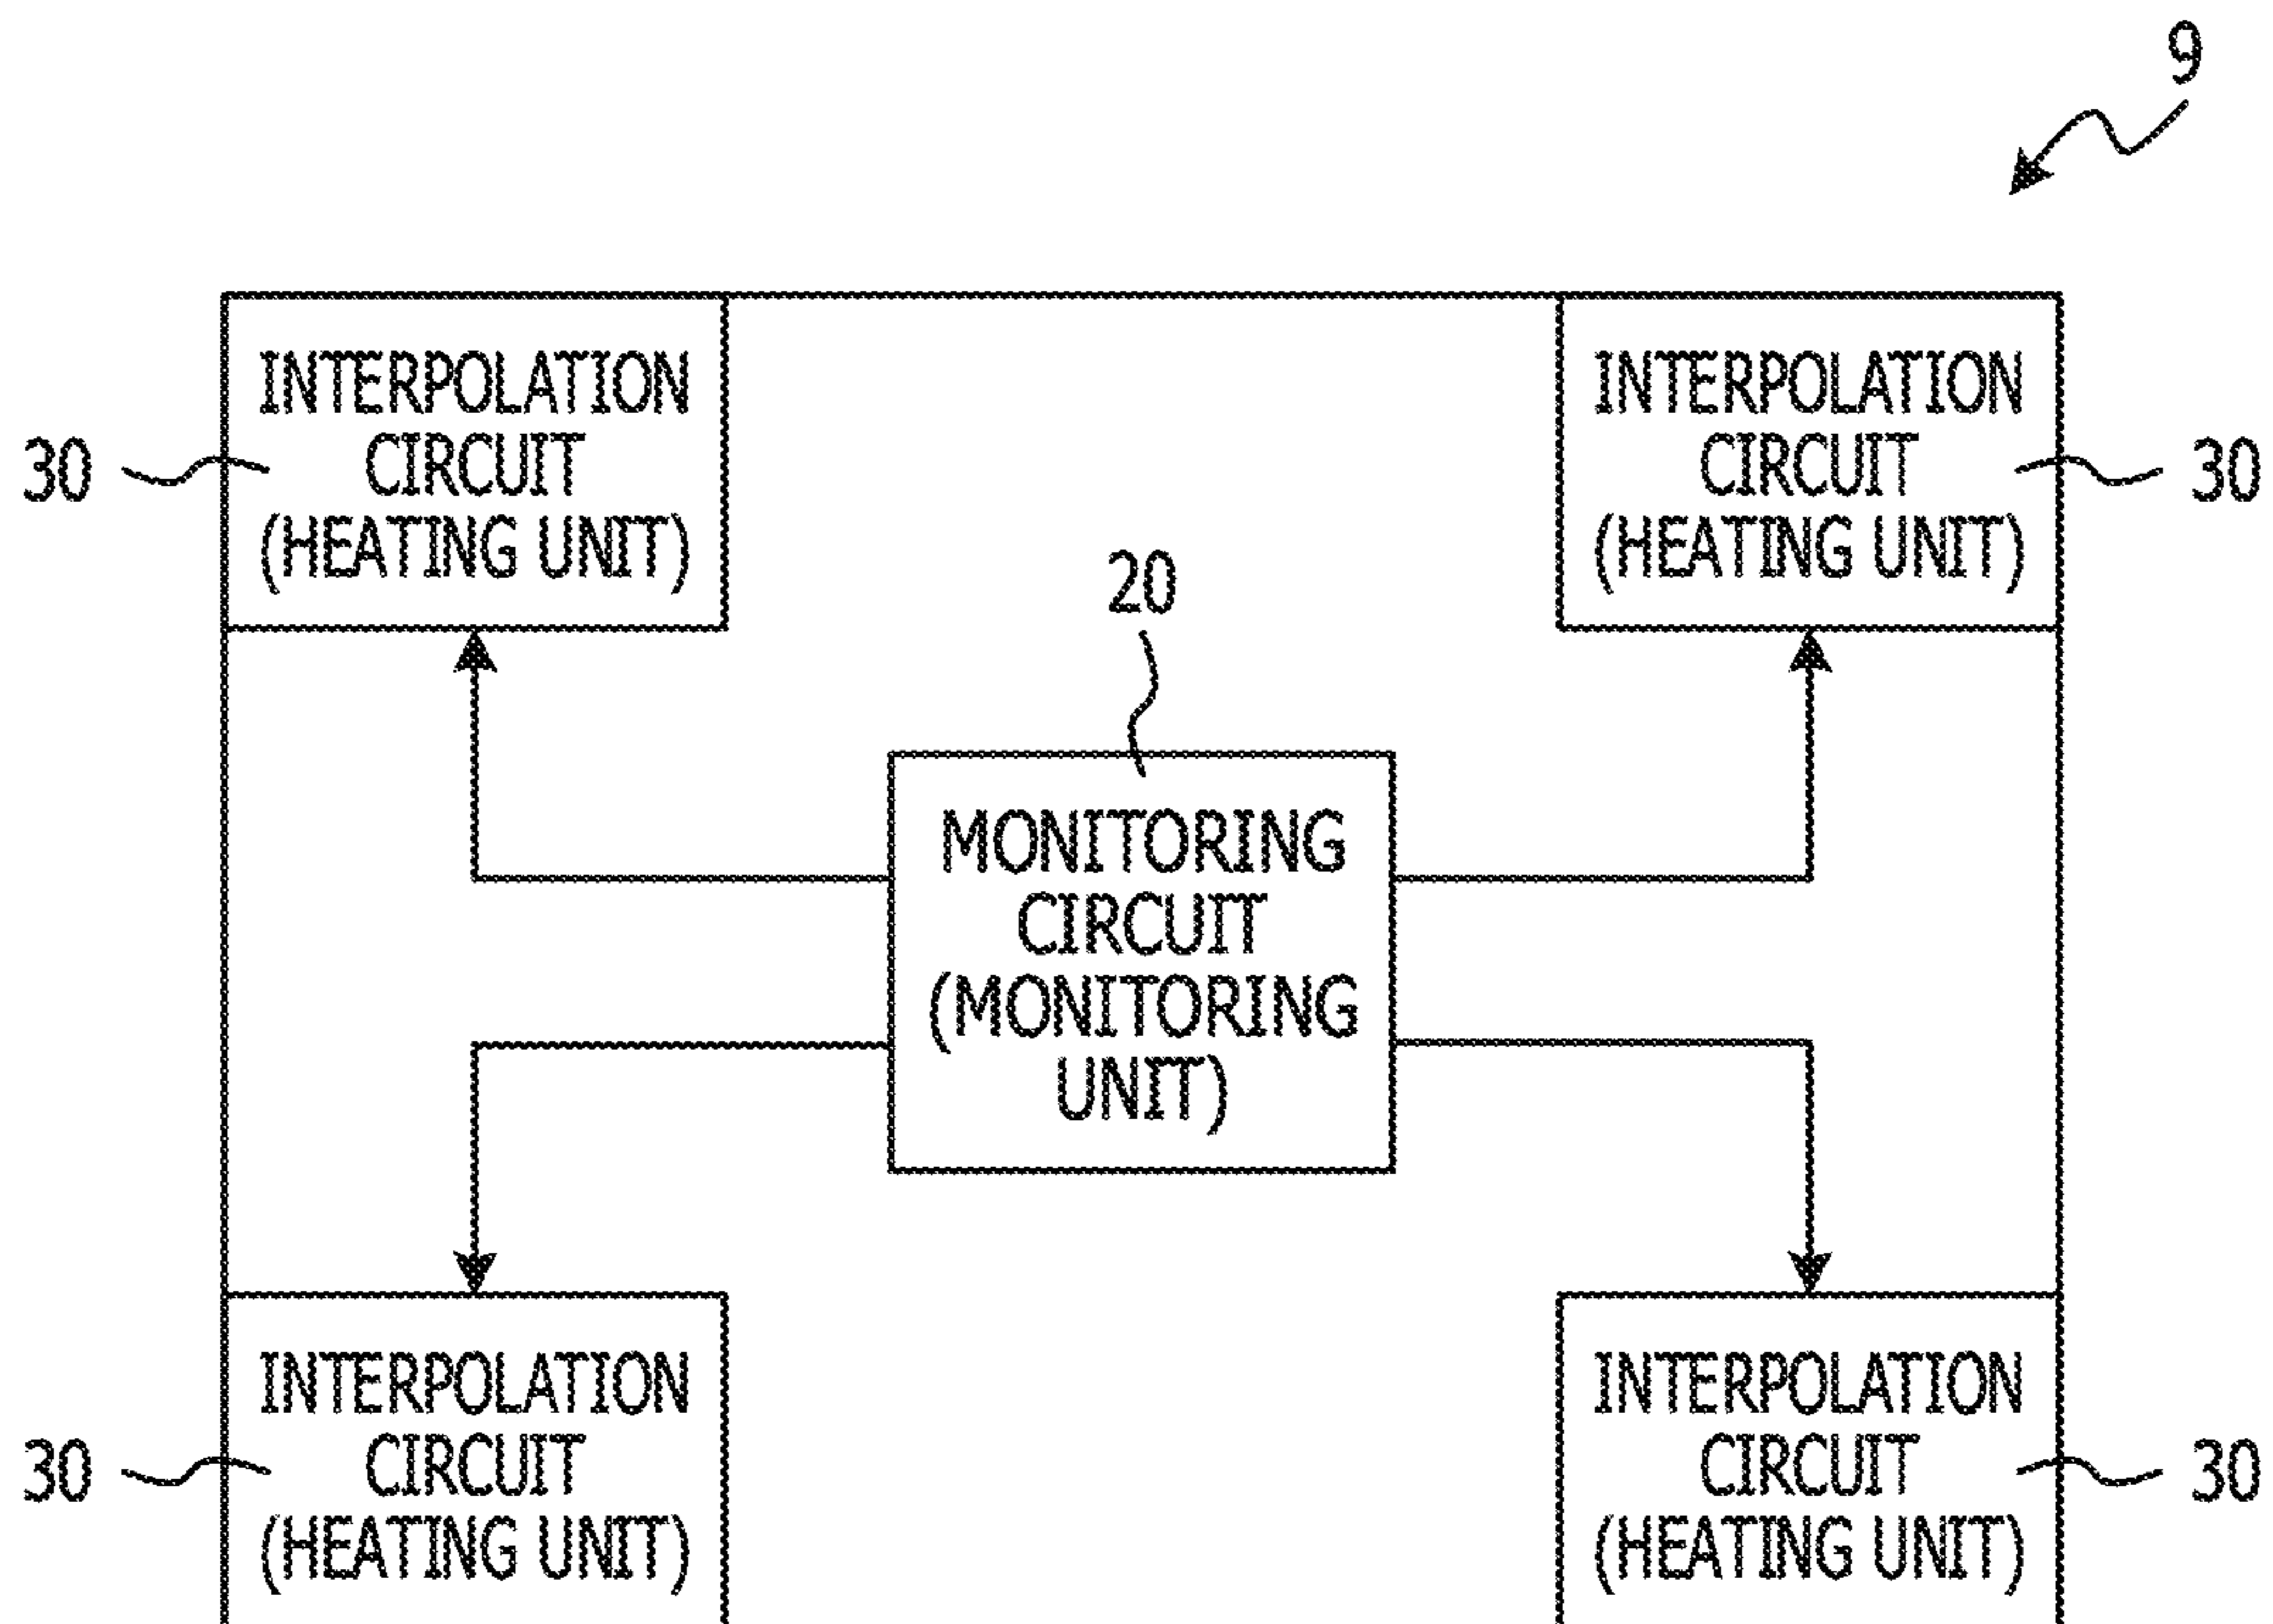 9
INTERPOLATION
CIRCUIT
(HEATING UNIT)
30
INTERPOLATION
CIRCUIT
(HEATING UNIT)
30
20
MONITORING
CIRCUIT
(MONITORING
UNIT)
INTERPOLATION
CIRCUIT
(HEATING UNIT)
30
INTERPOLATION
CIRCUIT
(HEATING UNIT)
30